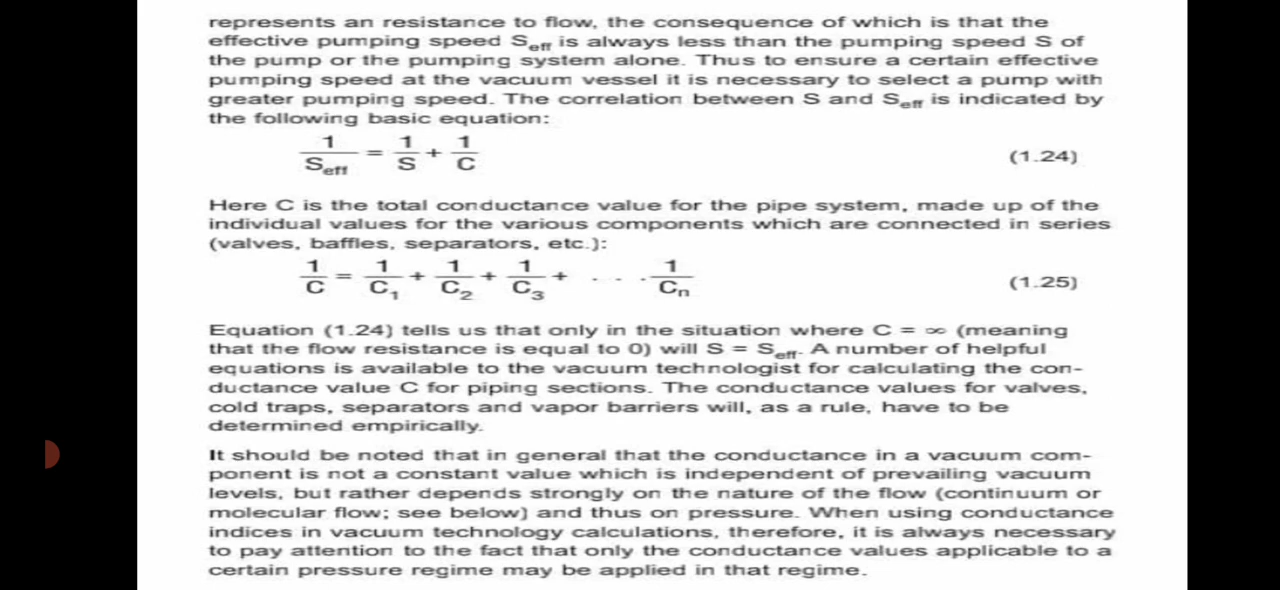 represents an resistance to flow, the consequence of which is that the
effective pumping speed Seff is always less than the pumping speed S of
the pump or the pumping system alone. Thus to ensure a certain effective
pumping speed at the vacuum vessel it is necessary to select a pump with
greater pumping speed. The correlation between S and Seff is indicated by
the following basic equation:
1/Seff = 1/S + 1/C (1.24)
Here C is the total conductance value for the pipe system, made up of the
individual values for the various components which are connected in series
(valves, baffles, separators, etc.):
1/C = 1/C₁ + 1/C₂ + 1/C₃ + . . . 1/Cₙ (1.25)
Equation (1.24) tells us that only in the situation where C = ∞ (meaning
that the flow resistance is equal to 0) will S = Seff. A number of helpful
equations is available to the vacuum technologist for calculating the con-
ductance value C for piping sections. The conductance values for valves,
cold traps, separators and vapor barriers will, as a rule, have to be
determined empirically.
It should be noted that in general that the conductance in a vacuum com-
ponent is not a constant value which is independent of prevailing vacuum
levels, but rather depends strongly on the nature of the flow (continuum or
molecular flow; see below) and thus on pressure. When using conductance
indices in vacuum technology calculations, therefore, it is always necessary
to pay attention to the fact that only the conductance values applicable to a
certain pressure regime may be applied in that regime.